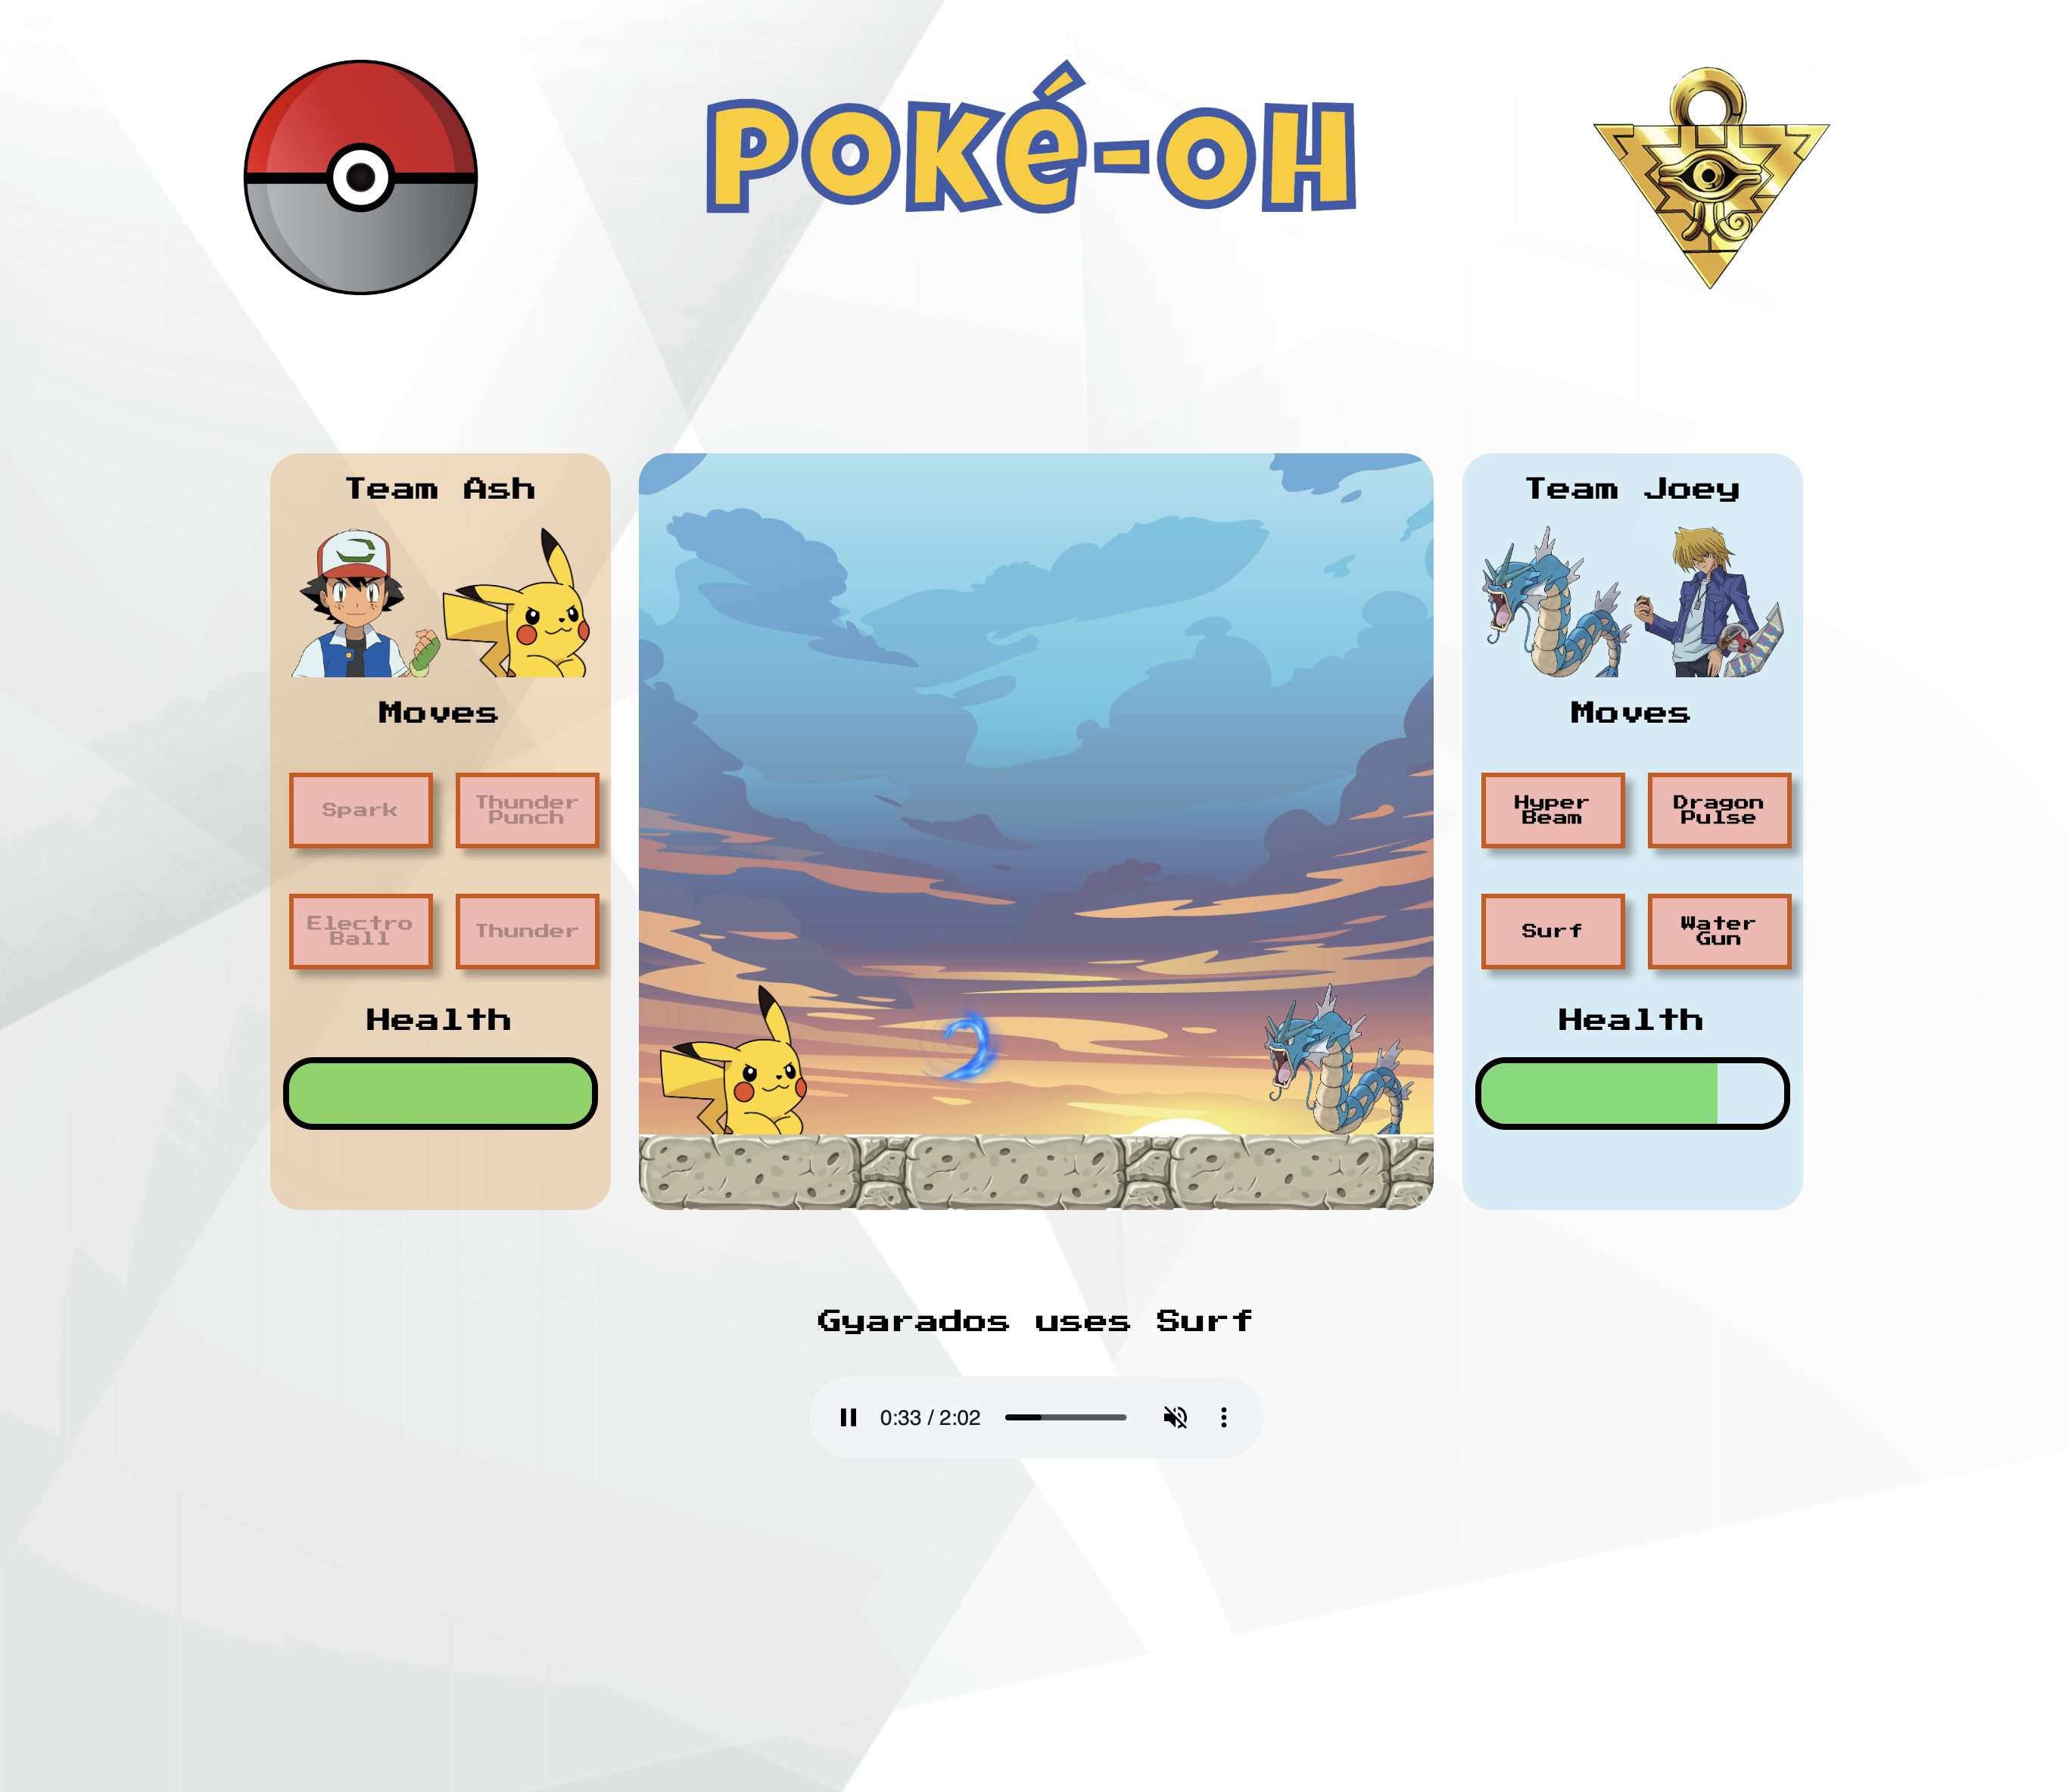 POKÉ-OH
Team Ash
Moves
Spark
Thunder
Punch
Electro
Ball
Thunder
Health
Team Joey
Moves
Hyper
Beam
Dragon
Pulse
Surf
Water
Gun
Health
Gyarados uses Surf
0:33 / 2:02